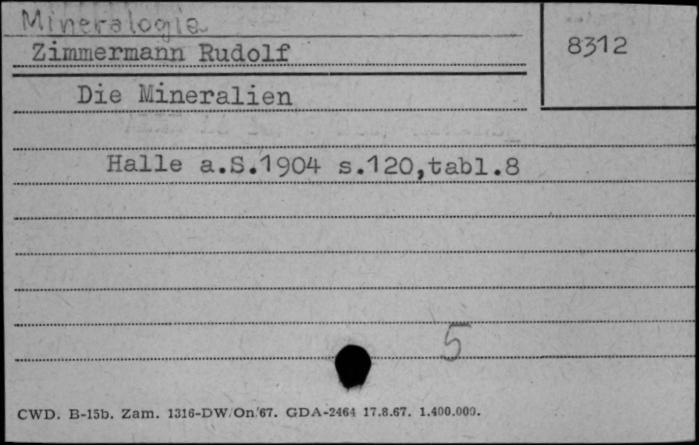 Mineralogia
8312
Zimmermann Rudolf
Die Mineralien
Halle a.S.1904 s.120,tabl.8
5
CWD. B-15b. Zam. 1316-DW/On/67. GDA-2464 17.8.67. 1.400.000.